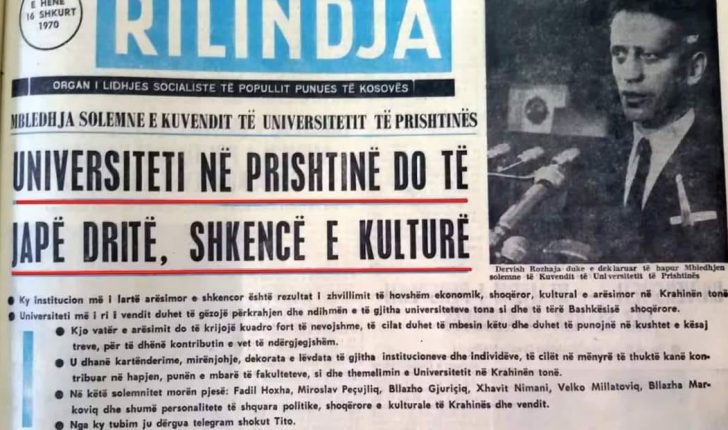 E HËNË
16 SHKURT
1970
RILINDJA
ORGAN I LIDHJES SOCIALISTE TË POPULLIT PUNUES TË KOSOVËS
MBLEDHJA SOLEMNE E KUVENDIT TË UNIVERSITETIT TË PRISHTINËS
UNIVERSITETI NË PRISHTINË DO TË
JAPË DRITË, SHKENCË E KULTURË
Dervish Rozhaja duke e deklaruar të hapur Mbledhjen
solemne të Kuvendit të Universitetit të Prishtinës
● Ky institucion më i lartë arësimor e shkencor është rezultat i zhvillimit të hovshëm ekonomik, shoqëror, kultural e arësimor në Krahinën tonë
● Universiteti më i ri i vendit duhet të gëzojë përkrahjen dhe ndihmën e të gjitha universiteteve tona si dhe të tërë Bashkësisë shoqërore.
● Kjo vatër e arësimit do të krijojë kuadro fort të nevojshme, të cilat duhet të mbesin këtu dhe duhet të punojnë në kushtet e kësaj
treve, për të dhënë kontributin e vet të ndërgjegjshëm.
● U dhanë kartënderime, mirënjohje, dekorata e lëvdata të gjitha institucioneve dhe individëve, të cilët në mënyrë të thuktë kanë kon-
tribuar në hapjen, punën e mbarë të fakulteteve, si dhe themelimin e Universitetit në Krahinën tonë.
● Në këtë solemnitet morën pjesë: Fadil Hoxha, Miroslav Peçujliq, Bllazho Gjuriçiq, Xhavit Nimani, Velko Millatoviq, Bllazha Mar-
koviq dhe shumë personalitete të shquara politike, shoqërore e kulturale të Krahinës dhe vendit.
● Nga ky tubim ju dërgua telegram shokut Tito.